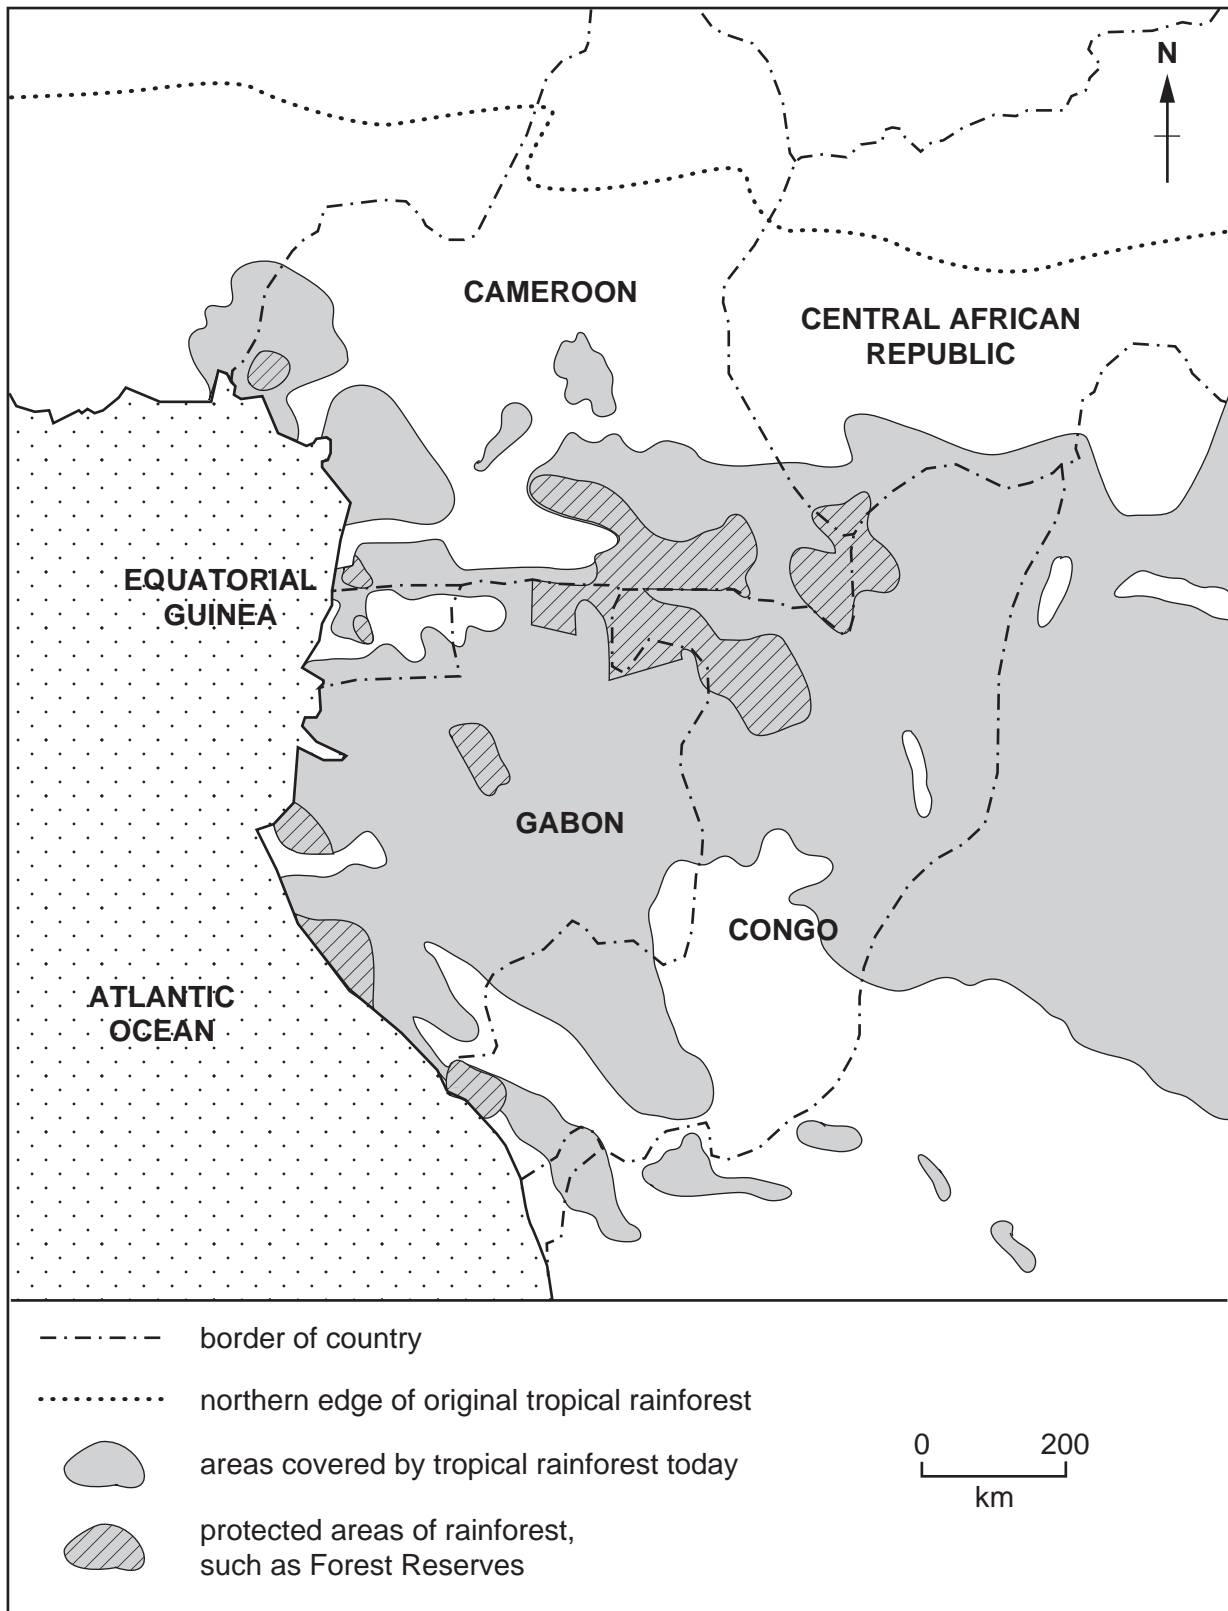 N
CAMEROON
CENTRAL AFRICAN
REPUBLIC
EQUATORIAL
GUINEA
GABON
CONGO
ATLANTIC
OCEAN
border of country
northern edge of original tropical rainforest
areas covered by tropical rainforest today
0 200
km
protected areas of rainforest,
such as Forest Reserves